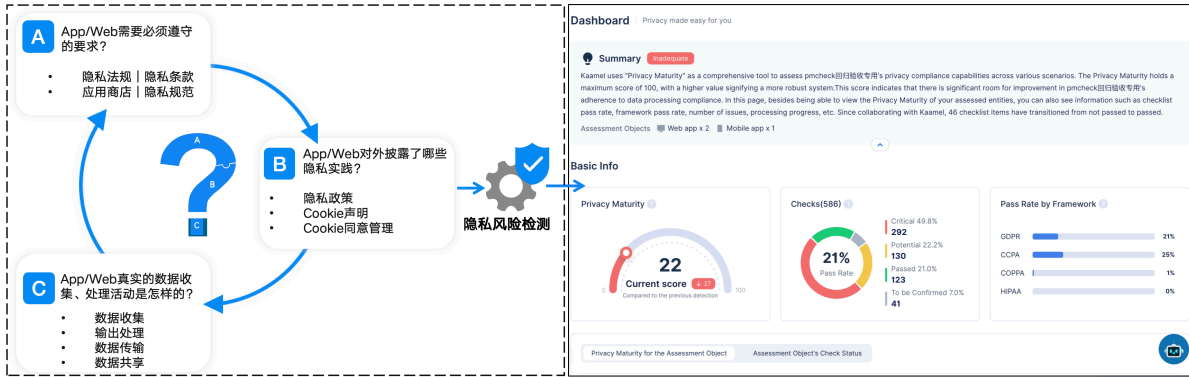 A
App/Web需要必须遵守
的要求？
• 隐私法规｜隐私条款
• 应用商店｜隐私规范
A
B
C
B
App/Web对外披露了哪些
隐私实践？
• 隐私政策
• Cookie声明
• Cookie同意管理
隐私风险检测
C
App/Web真实的数据收
集、处理活动是怎样的？
• 数据收集
• 输出处理
• 数据传输
• 数据共享
Dashboard Privacy made easy for you
Summary Inadequate
Kaamel uses "Privacy Maturity" as a comprehensive tool to assess pmcheck回归验收专用's privacy compliance capabilities across various scenarios. The Privacy Maturity holds a
maximum score of 100, with a higher value signifying a more robust system.This score indicates that there is significant room for improvement in pmcheck回归验收专用's
adherence to data processing compliance. In this page, besides being able to view the Privacy Maturity of your assessed entities, you can also see information such as checklist
pass rate, framework pass rate, number of issues, processing progress, etc. Since collaborating with Kaamel, 46 checklist items have transitioned from not passed to passed.
Assessment Objects Web app x 2 Mobile app x 1
Basic Info
Privacy Maturity ?
22
Current score ↓ 27
0
100
Compared to the previous detection
Checks(586) ?
21%
Pass Rate
Critical 49.8%
292
Potential 22.2%
130
Passed 21.0%
123
To be Confirmed 7.0%
41
Pass Rate by Framework ?
GDPR 21%
CCPA 25%
COPPA 1%
HIPAA 0%
Privacy Maturity for the Assessment Object
Assessment Object's Check Status